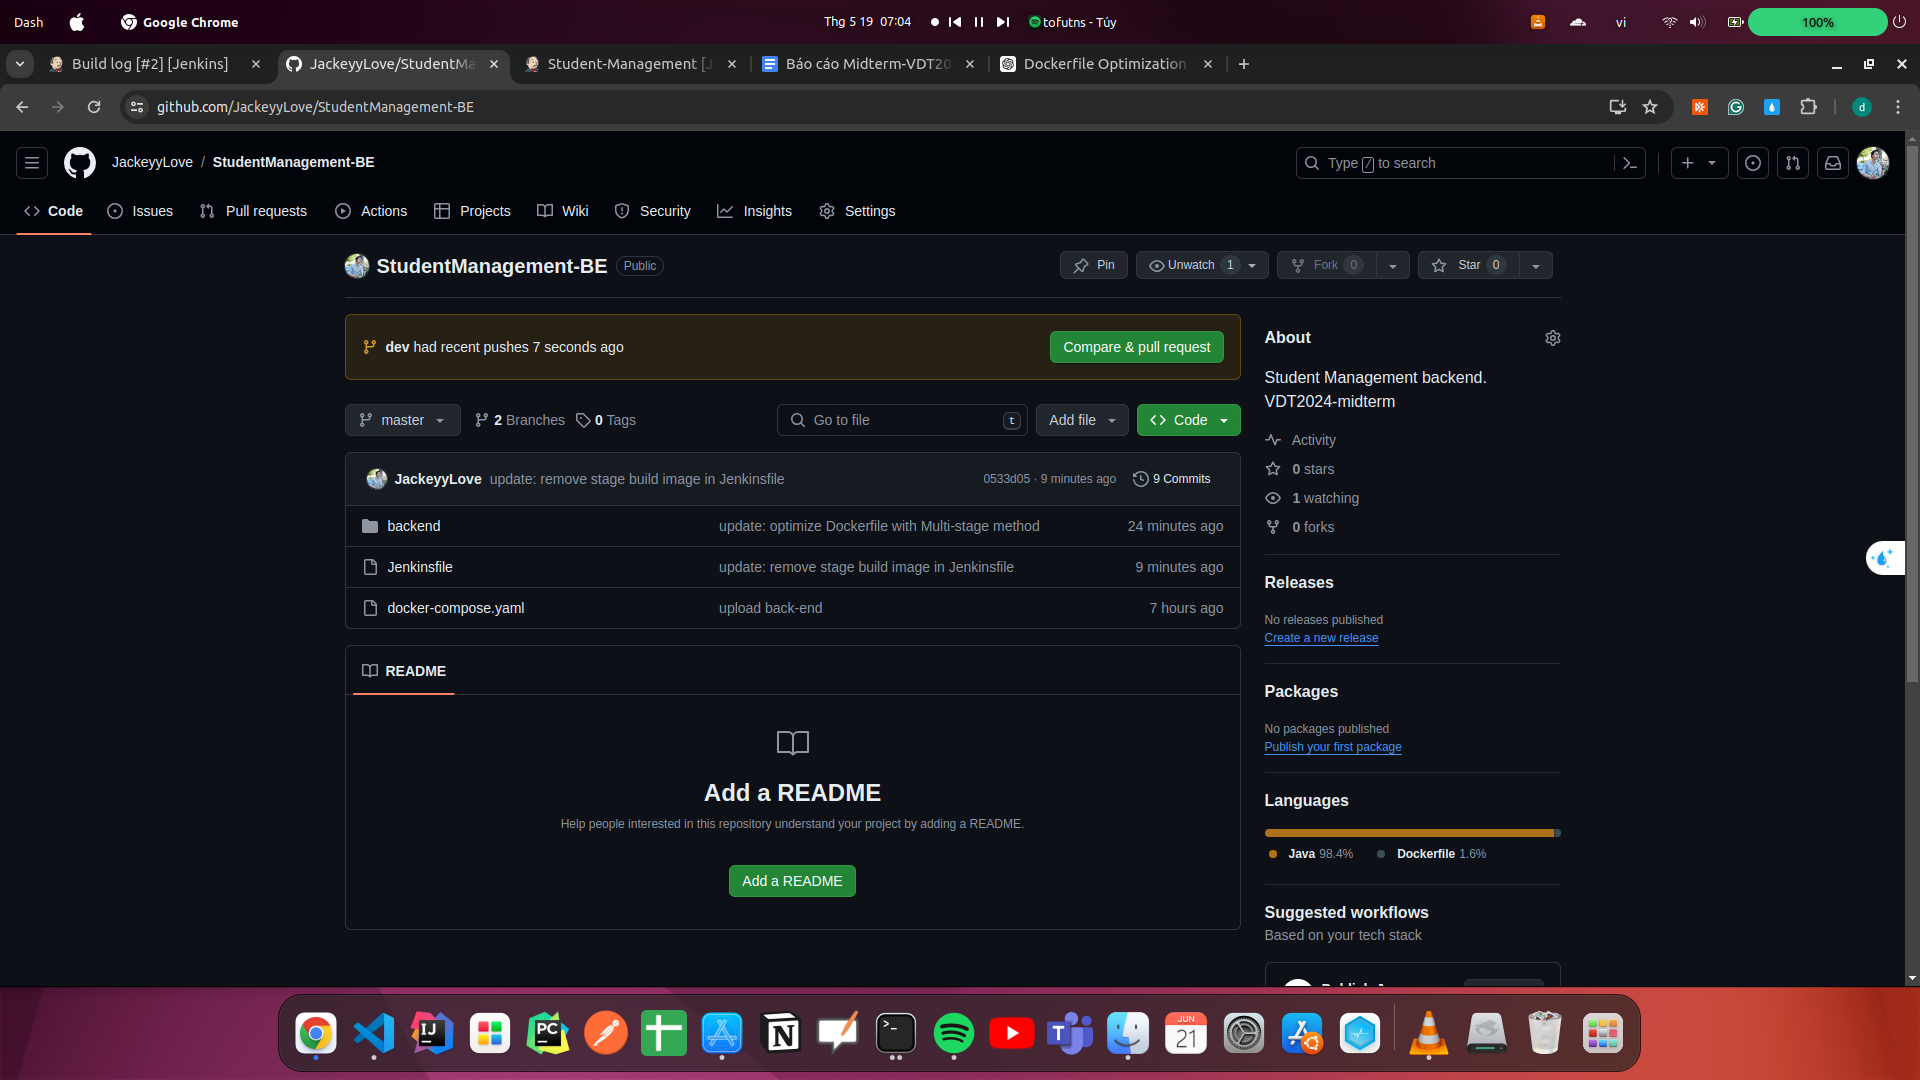 Dash
Google Chrome
Thg 5 19 07:04
tofutns - Túy
vi
100%
Build log [#2] [Jenkins]
JackeyyLove/StudentMa
Student-Management [J
Báo cáo Midterm-VDT20
Dockerfile Optimization
github.com/JackeyyLove/StudentManagement-BE
d
JackeyyLove / StudentManagement-BE
Type / to search
Code
Issues
Pull requests
Actions
Projects
Wiki
Security
Insights
Settings
StudentManagement-BE
Public
Pin
Unwatch 1
Fork 0
Star 0
dev had recent pushes 7 seconds ago
Compare & pull request
master
2 Branches
0 Tags
Go to file
t
Add file
Code
JackeyyLove update: remove stage build image in Jenkinsfile
0533d05 · 9 minutes ago
9 Commits
backend
update: optimize Dockerfile with Multi-stage method
24 minutes ago
Jenkinsfile
update: remove stage build image in Jenkinsfile
9 minutes ago
docker-compose.yaml
upload back-end
7 hours ago
README
Add a README
Help people interested in this repository understand your project by adding a README.
Add a README
About
Student Management backend.
VDT2024-midterm
Activity
0 stars
1 watching
0 forks
Releases
No releases published
Create a new release
Packages
No packages published
Publish your first package
Languages
Java 98.4%
Dockerfile 1.6%
Suggested workflows
Based on your tech stack
IJ
PC
N
JUN
21